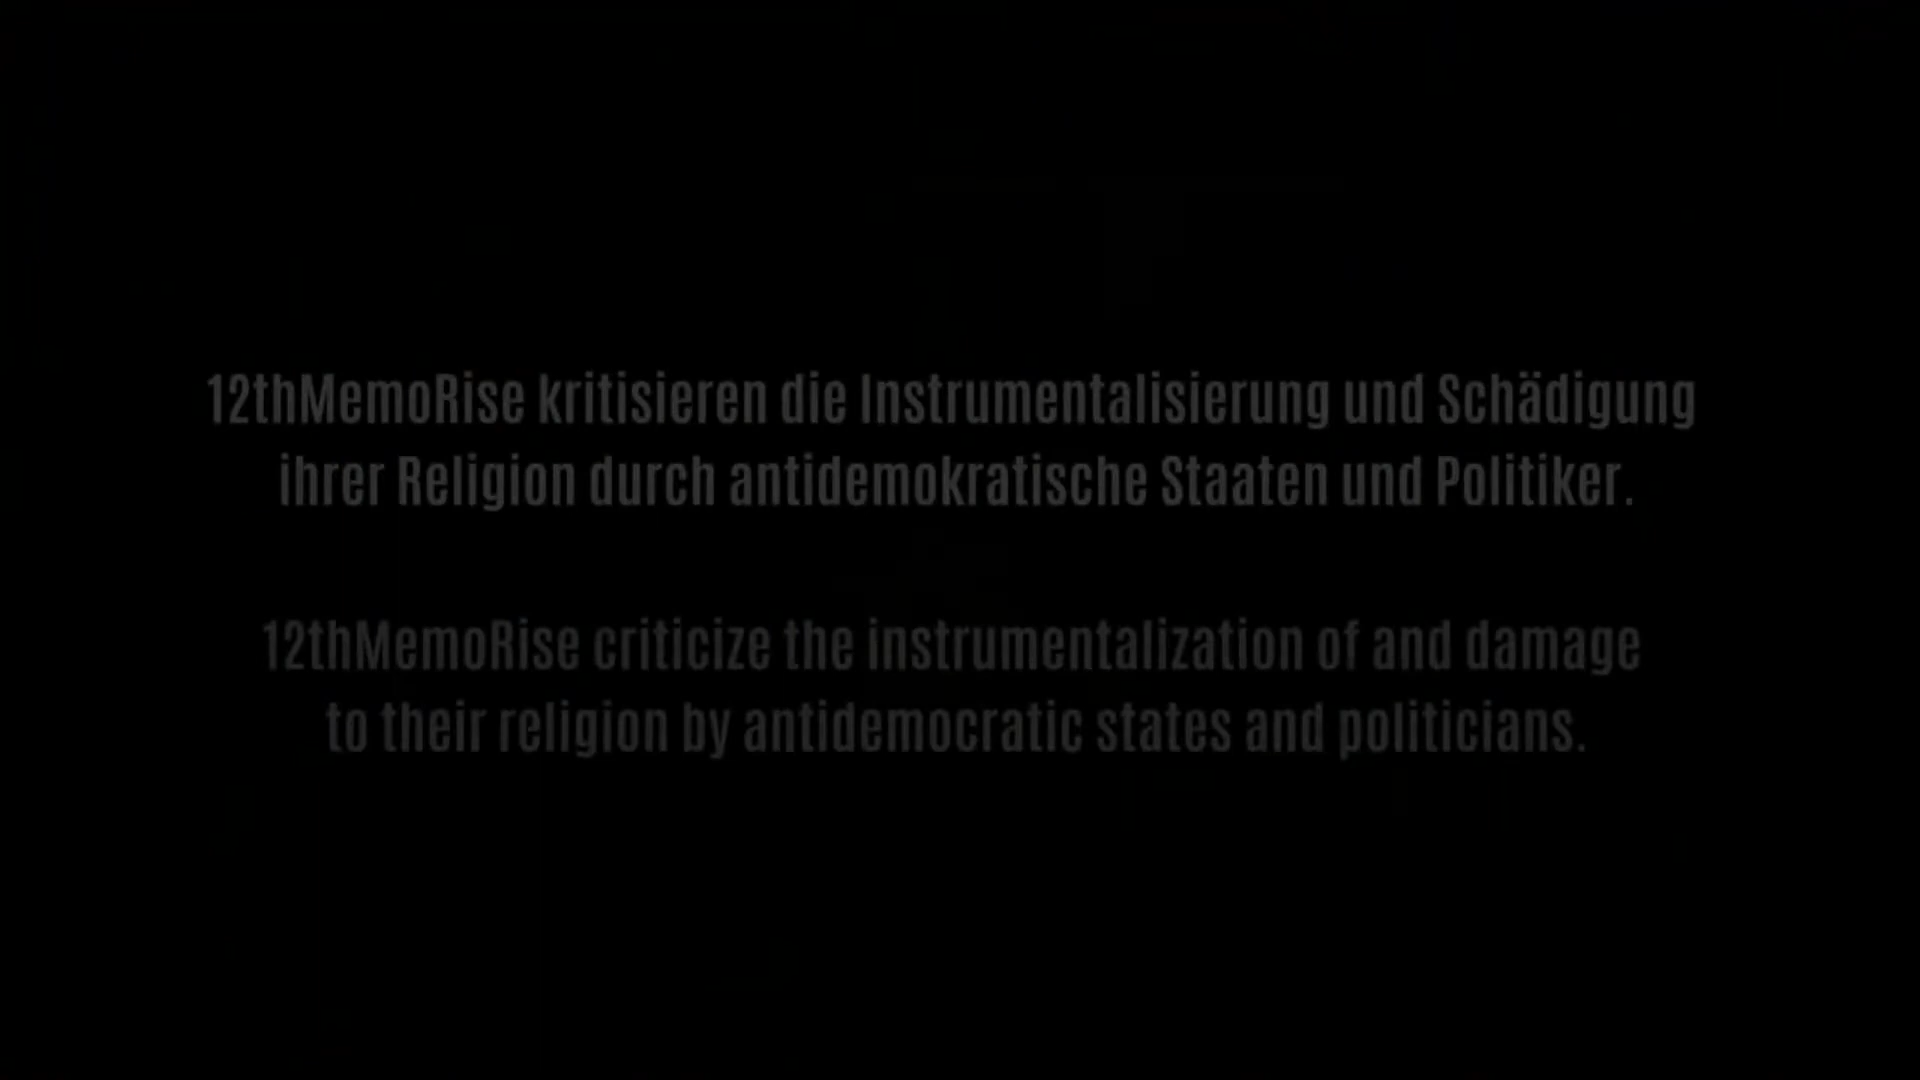 12thMemoRise kritisieren die Instrumentalisierung und Schädigung
ihrer Religion durch antidemokratische Staaten und Politiker.
12thMemoRise criticize the instrumentalization of and damage
to their religion by antidemocratic states and politicians.